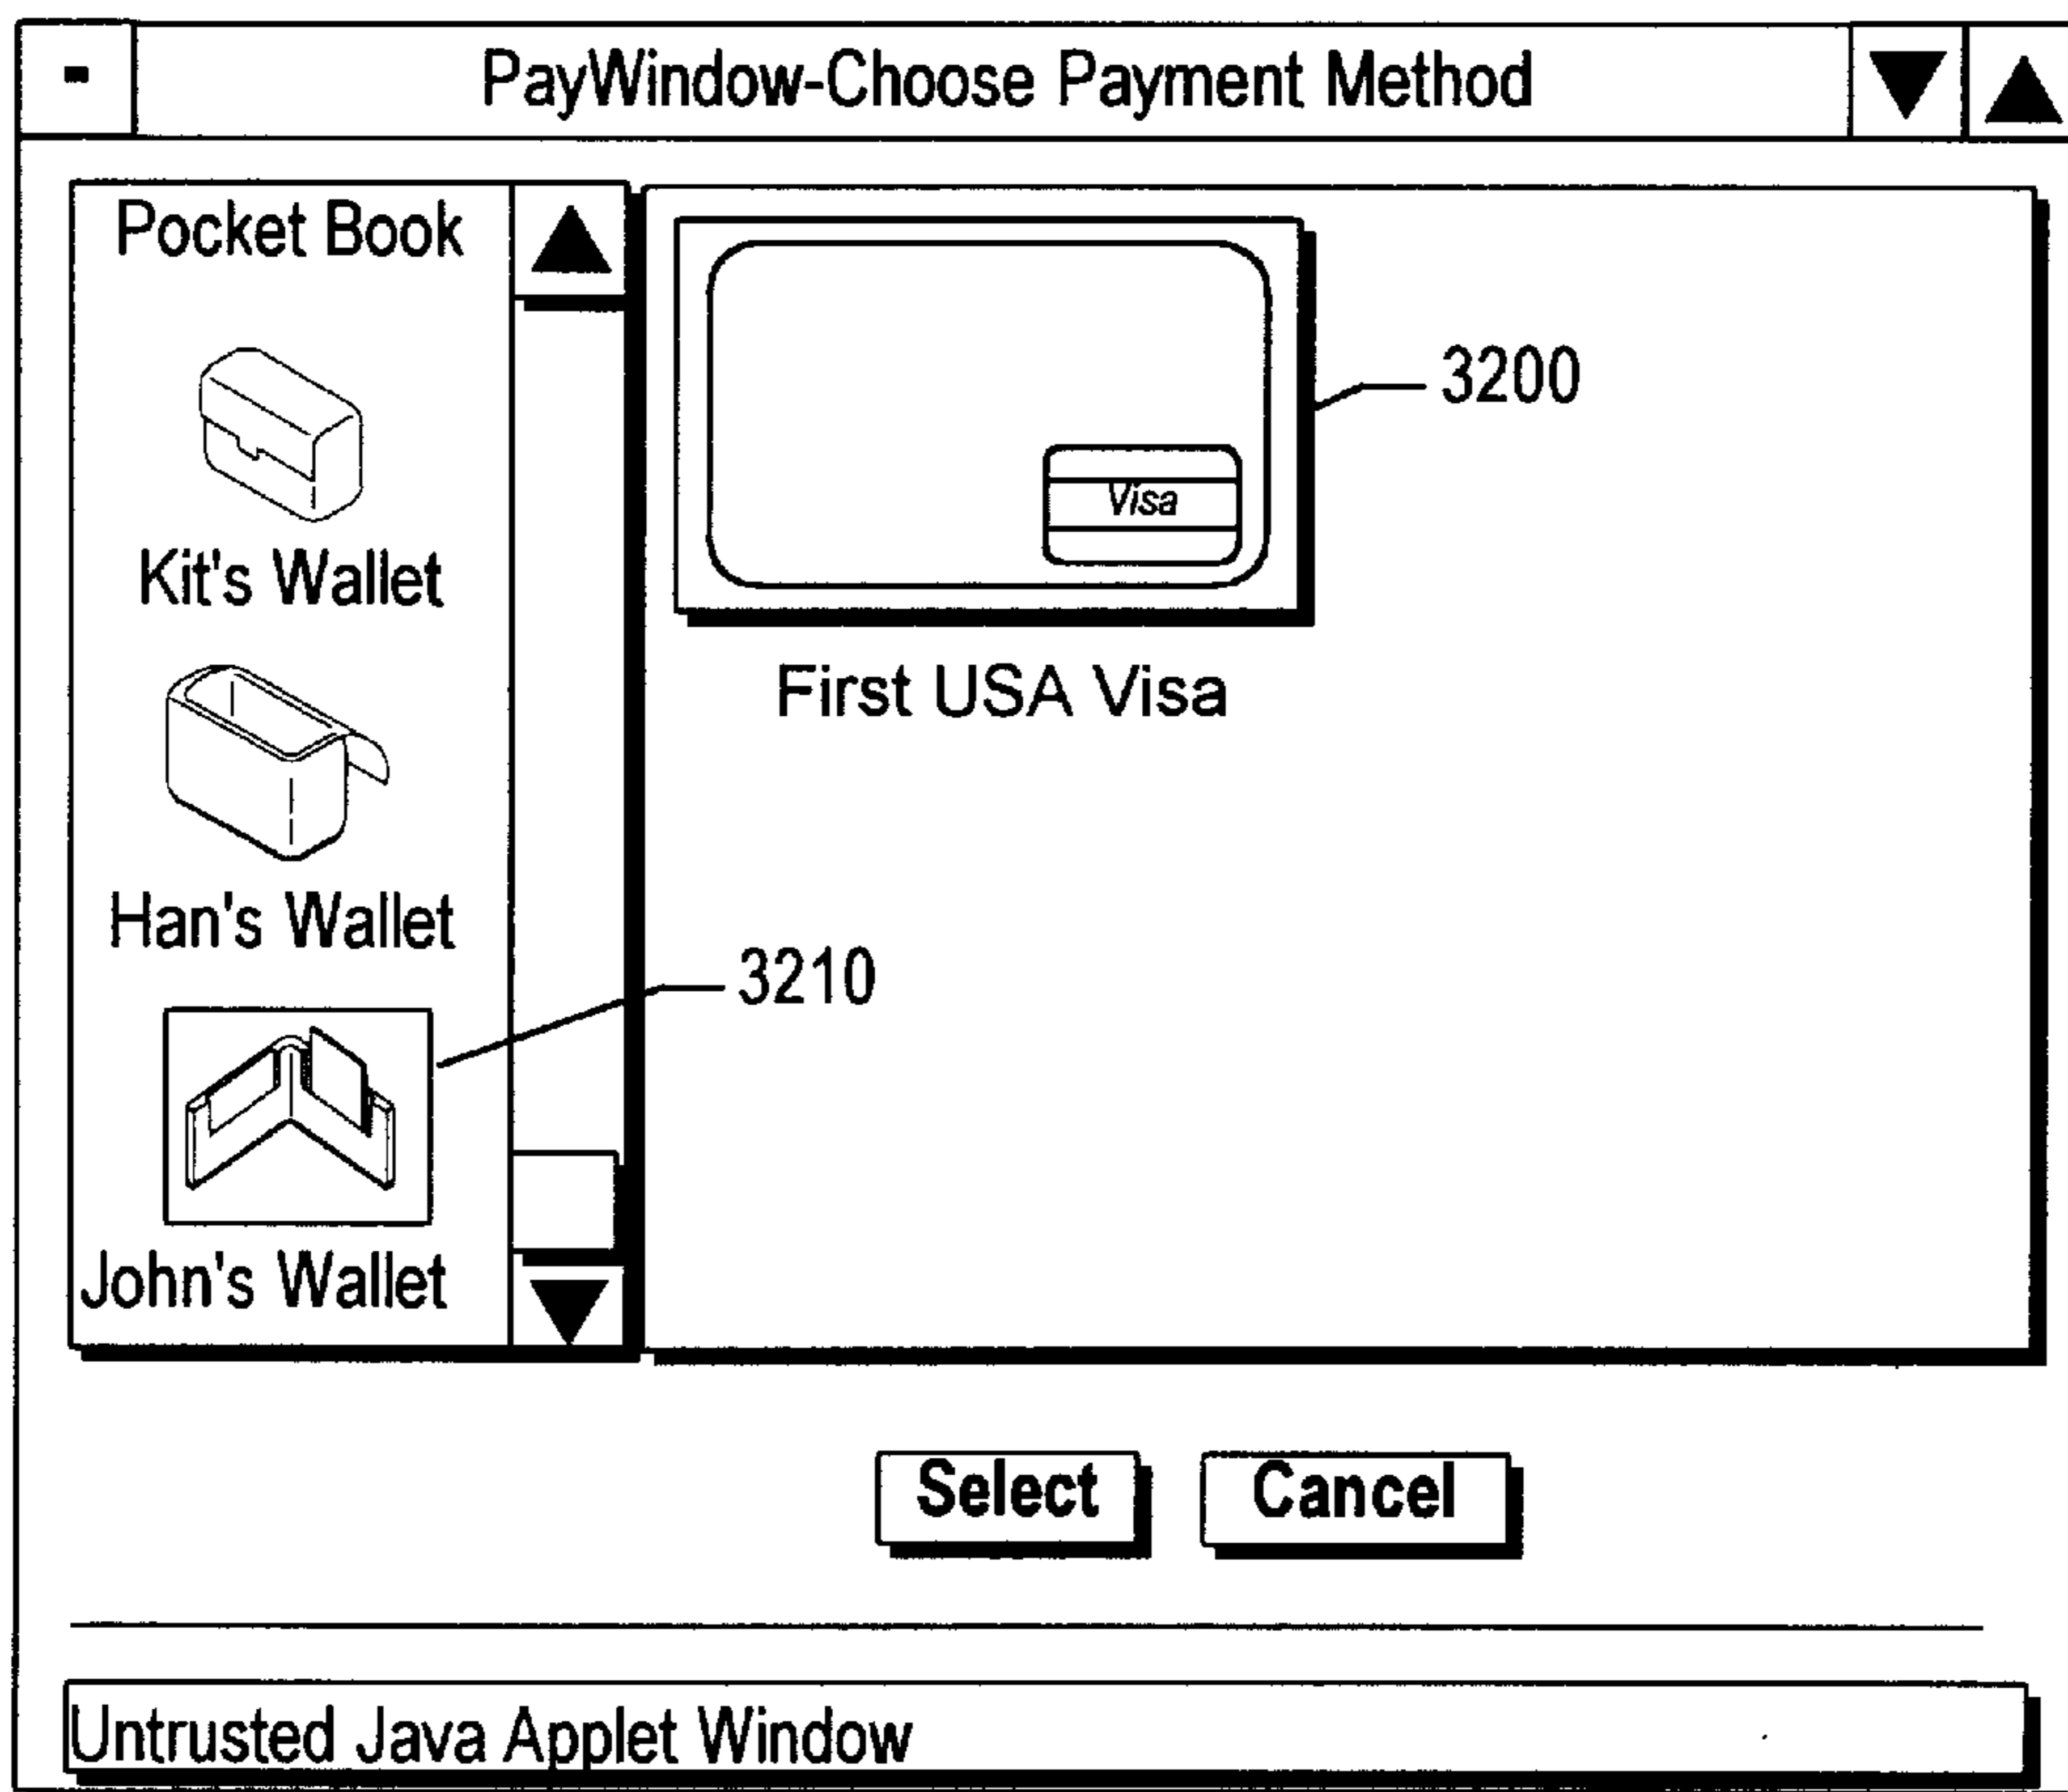 PayWindow-Choose Payment Method
Pocket Book
Kit's Wallet
Han's Wallet
3210
John's Wallet
Visa
3200
First USA Visa
Select
Cancel
Untrusted Java Applet Window